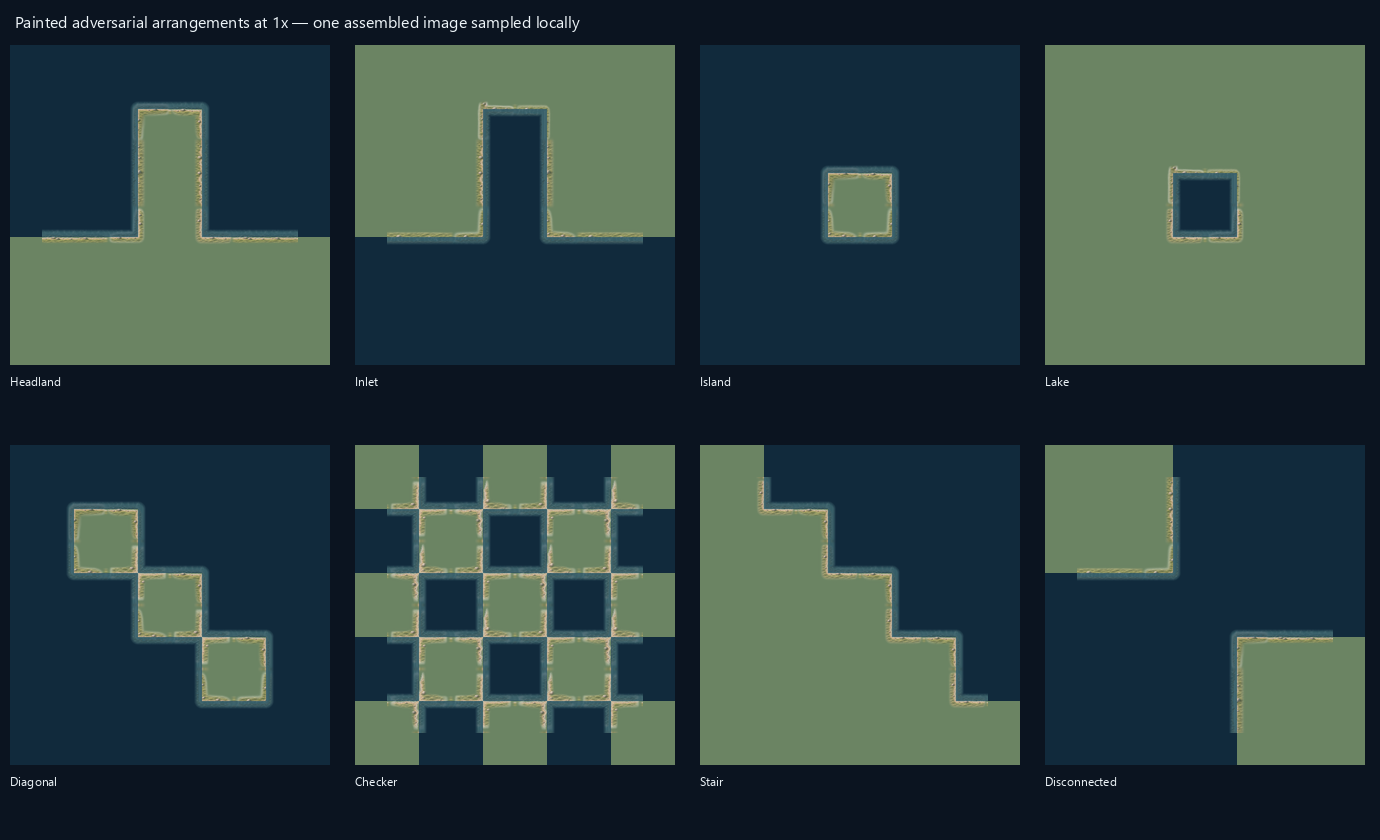 Painted adversarial arrangements at 1x — one assembled image sampled locally
Headland
Inlet
Island
Lake
Diagonal
Checker
Stair
Disconnected